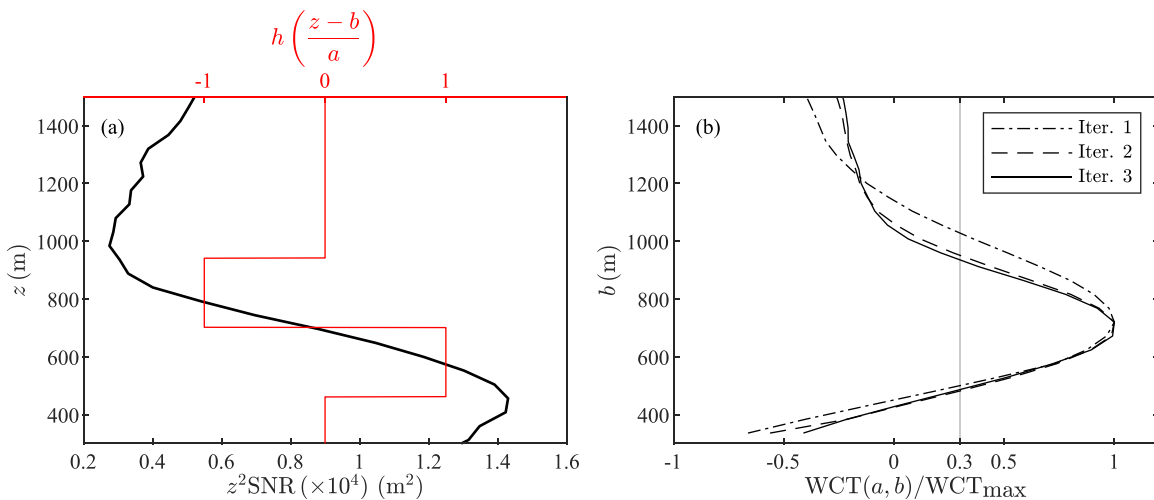 h((z − b)/a)
-1 0 1
(a)
1400
1200
1000
800
600
400
z (m)
0.2 0.4 0.6 0.8 1 1.2 1.4 1.6
z²SNR (×10⁴) (m²)
(b)
Iter. 1
Iter. 2
Iter. 3
1400
1200
1000
800
600
400
b (m)
-1 -0.5 0 0.3 0.5 1
WCT(a, b)/WCTmax